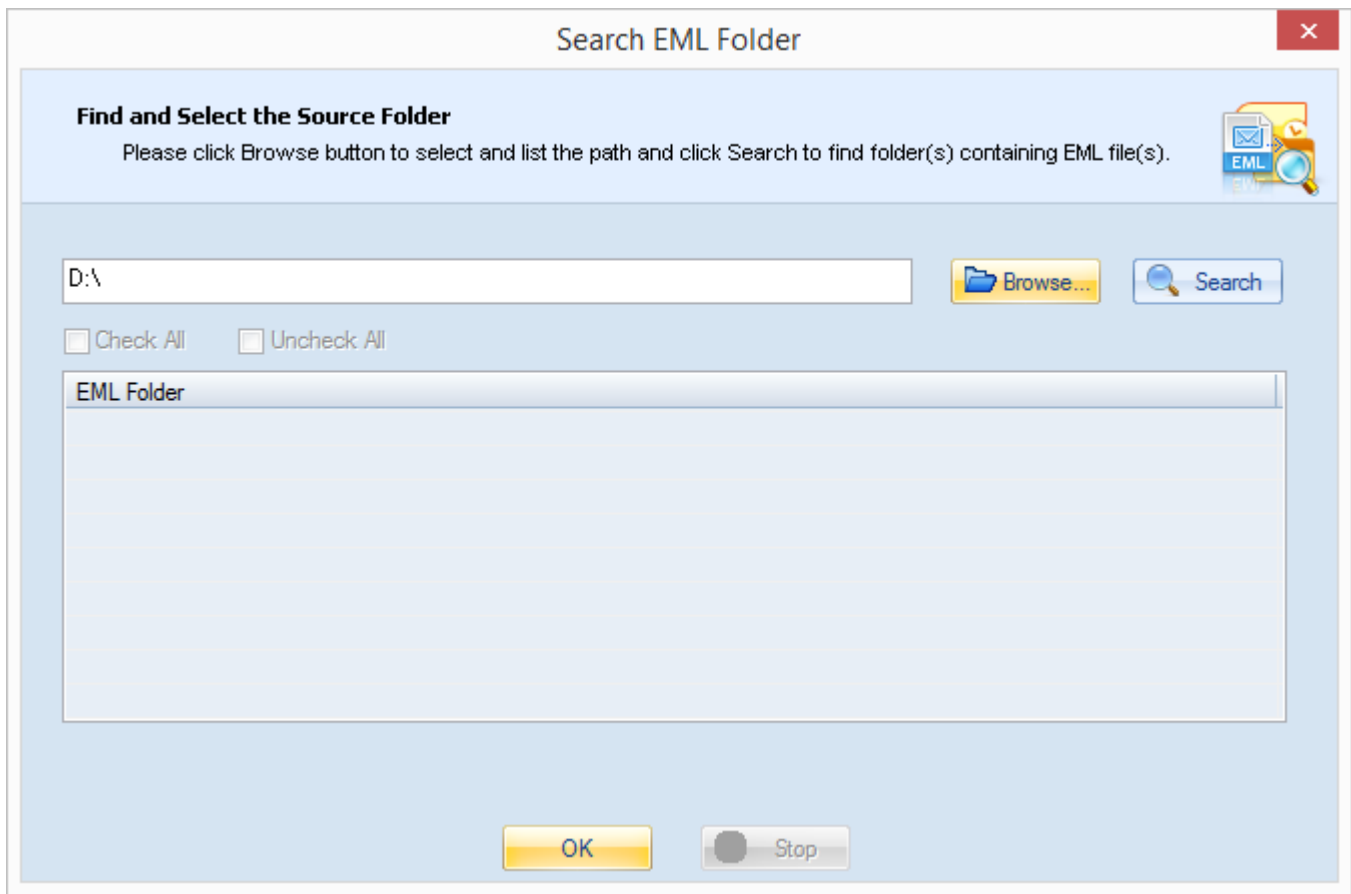 Search EML Folder
Find and Select the Source Folder
Please click Browse button to select and list the path and click Search to find folder(s) containing EML file(s).
EML
D:\
Browse...
Search
Check All
Uncheck All
EML Folder
OK
Stop